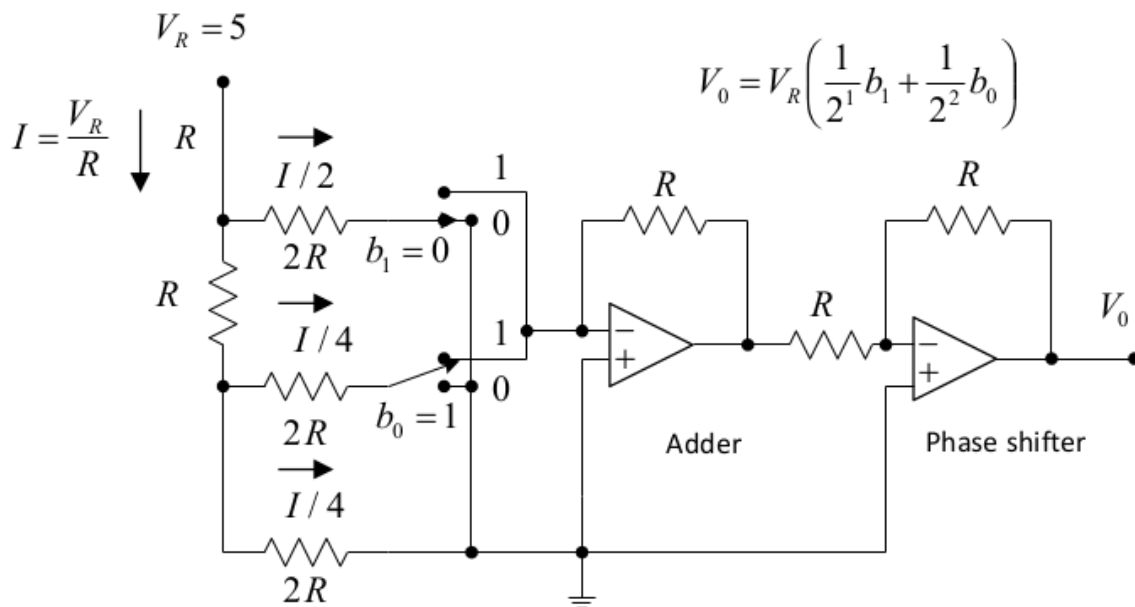 V_R = 5
V_0 = V_R(1/2^1 b_1 + 1/2^2 b_0)
I = V_R/R
R
I / 2
2R
b_1 = 0
1
0
R
R
R
I / 4
2R
b_0 = 1
1
0
−
+
R
−
+
V_0
Adder
Phase shifter
I / 4
2R